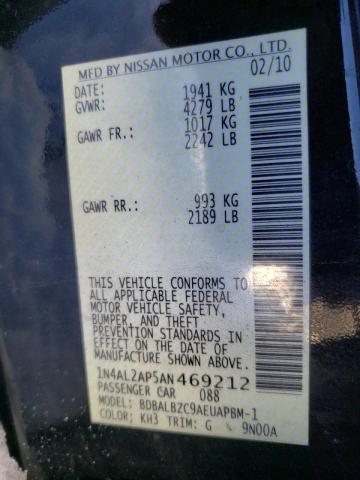 MFD BY NISSAN MOTOR CO., LTD.
02/10
DATE: 1941 KG
GVWR: 4279 LB
1017 KG
GAWR FR.: 2242 LB
993 KG
GAWR RR.: 2189 LB
THIS VEHICLE CONFORMS TO
ALL APPLICABLE FEDERAL
MOTOR VEHICLE SAFETY,
BUMPER, AND THEFT
PREVENTION STANDARDS IN
EFFECT ON THE DATE OF
MANUFACTURE SHOWN ABOVE.
1N4AL2AP5AN469212
PASSENGER CAR 088
MODEL: BDBALBZC9AEUAPBM-1
COLOR: KH3 TRIM: G 9N00A